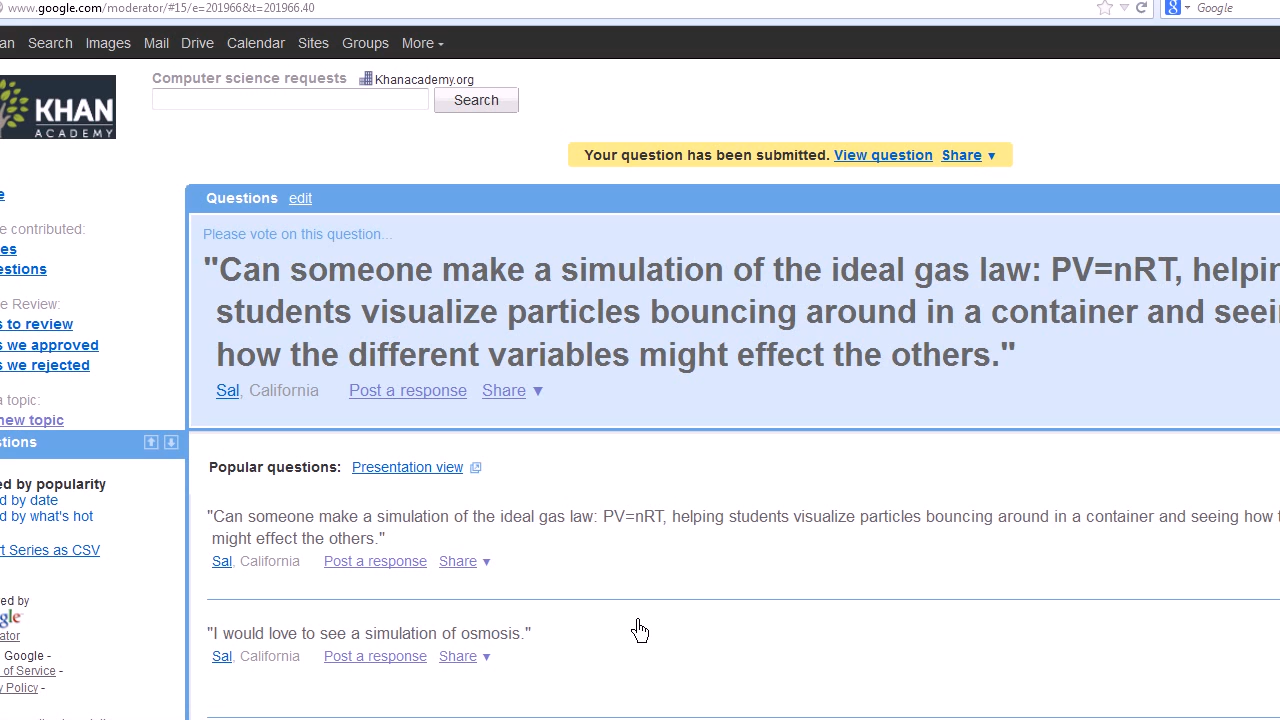 www.google.com/moderator/#15/e=201966&t=201966.40
Google
an Search Images Mail Drive Calendar Sites Groups More
KHAN
ACADEMY
Computer science requests Khanacademy.org
Search
Your question has been submitted. View question Share ▼
e
e contributed:
es
estions
e Review:
s to review
s we approved
s we rejected
a topic:
new topic
stions
ed by popularity
d by date
d by what's hot
rt Series as CSV
ed by
gle
ator
Google -
of Service -
y Policy -
Questions edit
Please vote on this question...
"Can someone make a simulation of the ideal gas law: PV=nRT, helpin
students visualize particles bouncing around in a container and seei
how the different variables might effect the others."
Sal, California Post a response Share ▼
Popular questions: Presentation view
"Can someone make a simulation of the ideal gas law: PV=nRT, helping students visualize particles bouncing around in a container and seeing how t
might effect the others."
Sal, California Post a response Share ▼
"I would love to see a simulation of osmosis."
Sal, California Post a response Share ▼